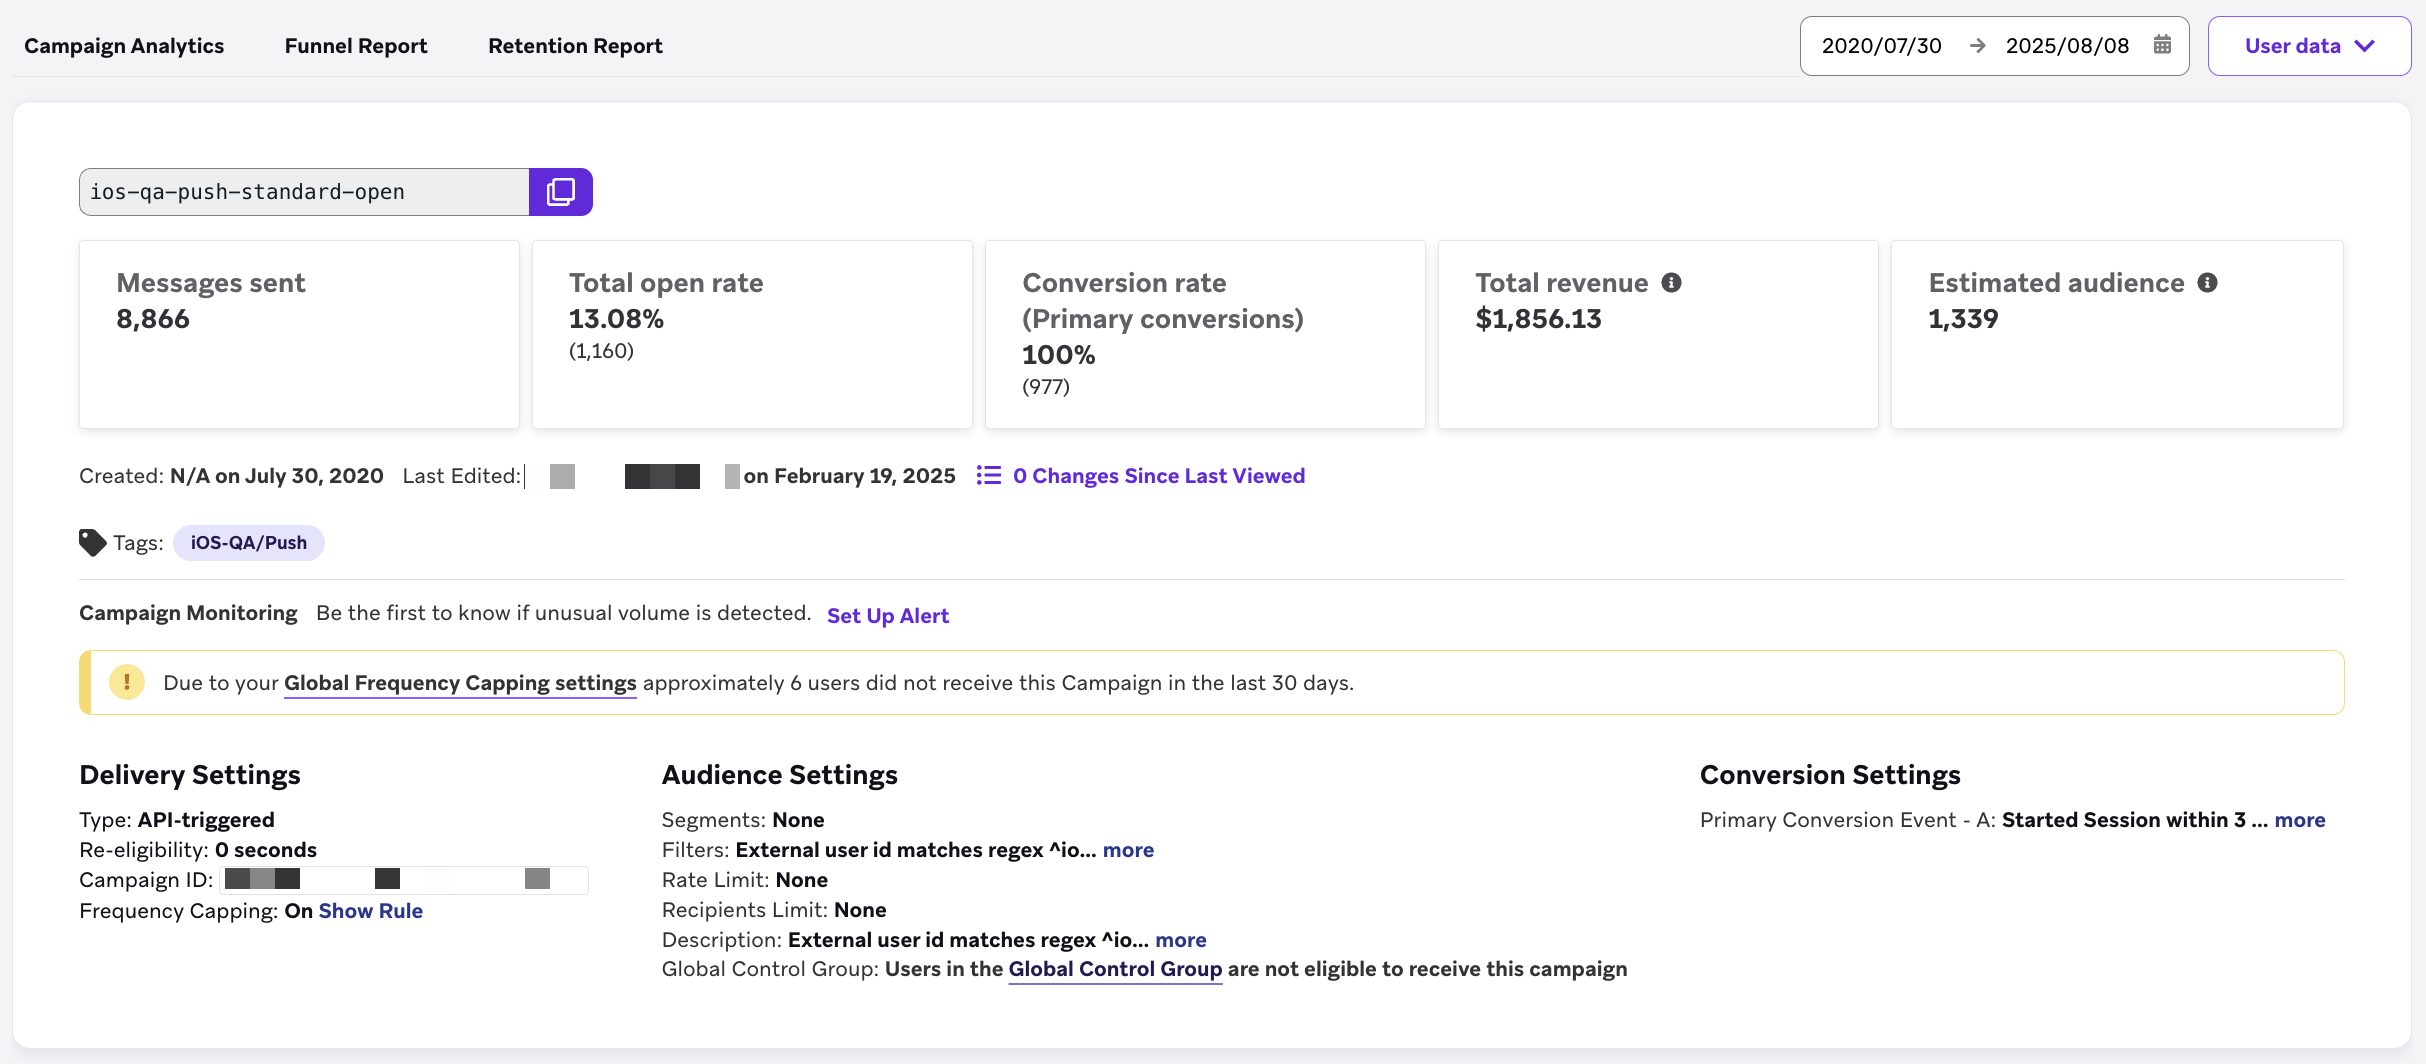 Campaign Analytics Funnel Report Retention Report 2020/07/30 → 2025/08/08 User data
ios-qa-push-standard-open
Messages sent
8,866
Total open rate
13.08%
(1,160)
Conversion rate
(Primary conversions)
100%
(977)
Total revenue
$1,856.13
Estimated audience
1,339
Created: N/A on July 30, 2020 Last Edited: on February 19, 2025 0 Changes Since Last Viewed
Tags: iOS-QA/Push
Campaign Monitoring Be the first to know if unusual volume is detected. Set Up Alert
Due to your Global Frequency Capping settings approximately 6 users did not receive this Campaign in the last 30 days.
Delivery Settings
Type: API-triggered
Re-eligibility: 0 seconds
Campaign ID:
Frequency Capping: On Show Rule
Audience Settings
Segments: None
Filters: External user id matches regex ^io... more
Rate Limit: None
Recipients Limit: None
Description: External user id matches regex ^io... more
Global Control Group: Users in the Global Control Group are not eligible to receive this campaign
Conversion Settings
Primary Conversion Event - A: Started Session within 3 ... more